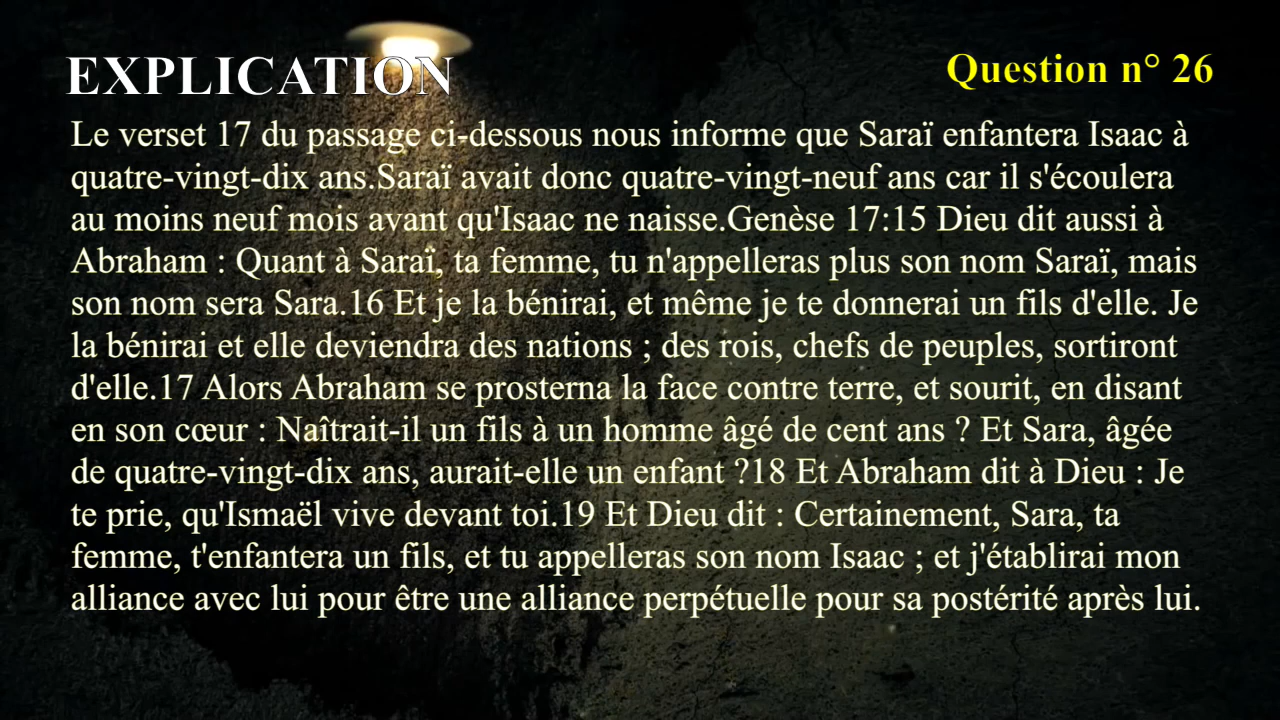 EXPLICATION
Question n° 26
Le verset 17 du passage ci-dessous nous informe que Saraï enfantera Isaac à
quatre-vingt-dix ans.Saraï avait donc quatre-vingt-neuf ans car il s'écoulera
au moins neuf mois avant qu'Isaac ne naisse.Genèse 17:15 Dieu dit aussi à
Abraham : Quant à Saraï, ta femme, tu n'appelleras plus son nom Saraï, mais
son nom sera Sara.16 Et je la bénirai, et même je te donnerai un fils d'elle. Je
la bénirai et elle deviendra des nations ; des rois, chefs de peuples, sortiront
d'elle.17 Alors Abraham se prosterna la face contre terre, et sourit, en disant
en son cœur : Naîtrait-il un fils à un homme âgé de cent ans ? Et Sara, âgée
de quatre-vingt-dix ans, aurait-elle un enfant ?18 Et Abraham dit à Dieu : Je
te prie, qu'Ismaël vive devant toi.19 Et Dieu dit : Certainement, Sara, ta
femme, t'enfantera un fils, et tu appelleras son nom Isaac ; et j'établirai mon
alliance avec lui pour être une alliance perpétuelle pour sa postérité après lui.